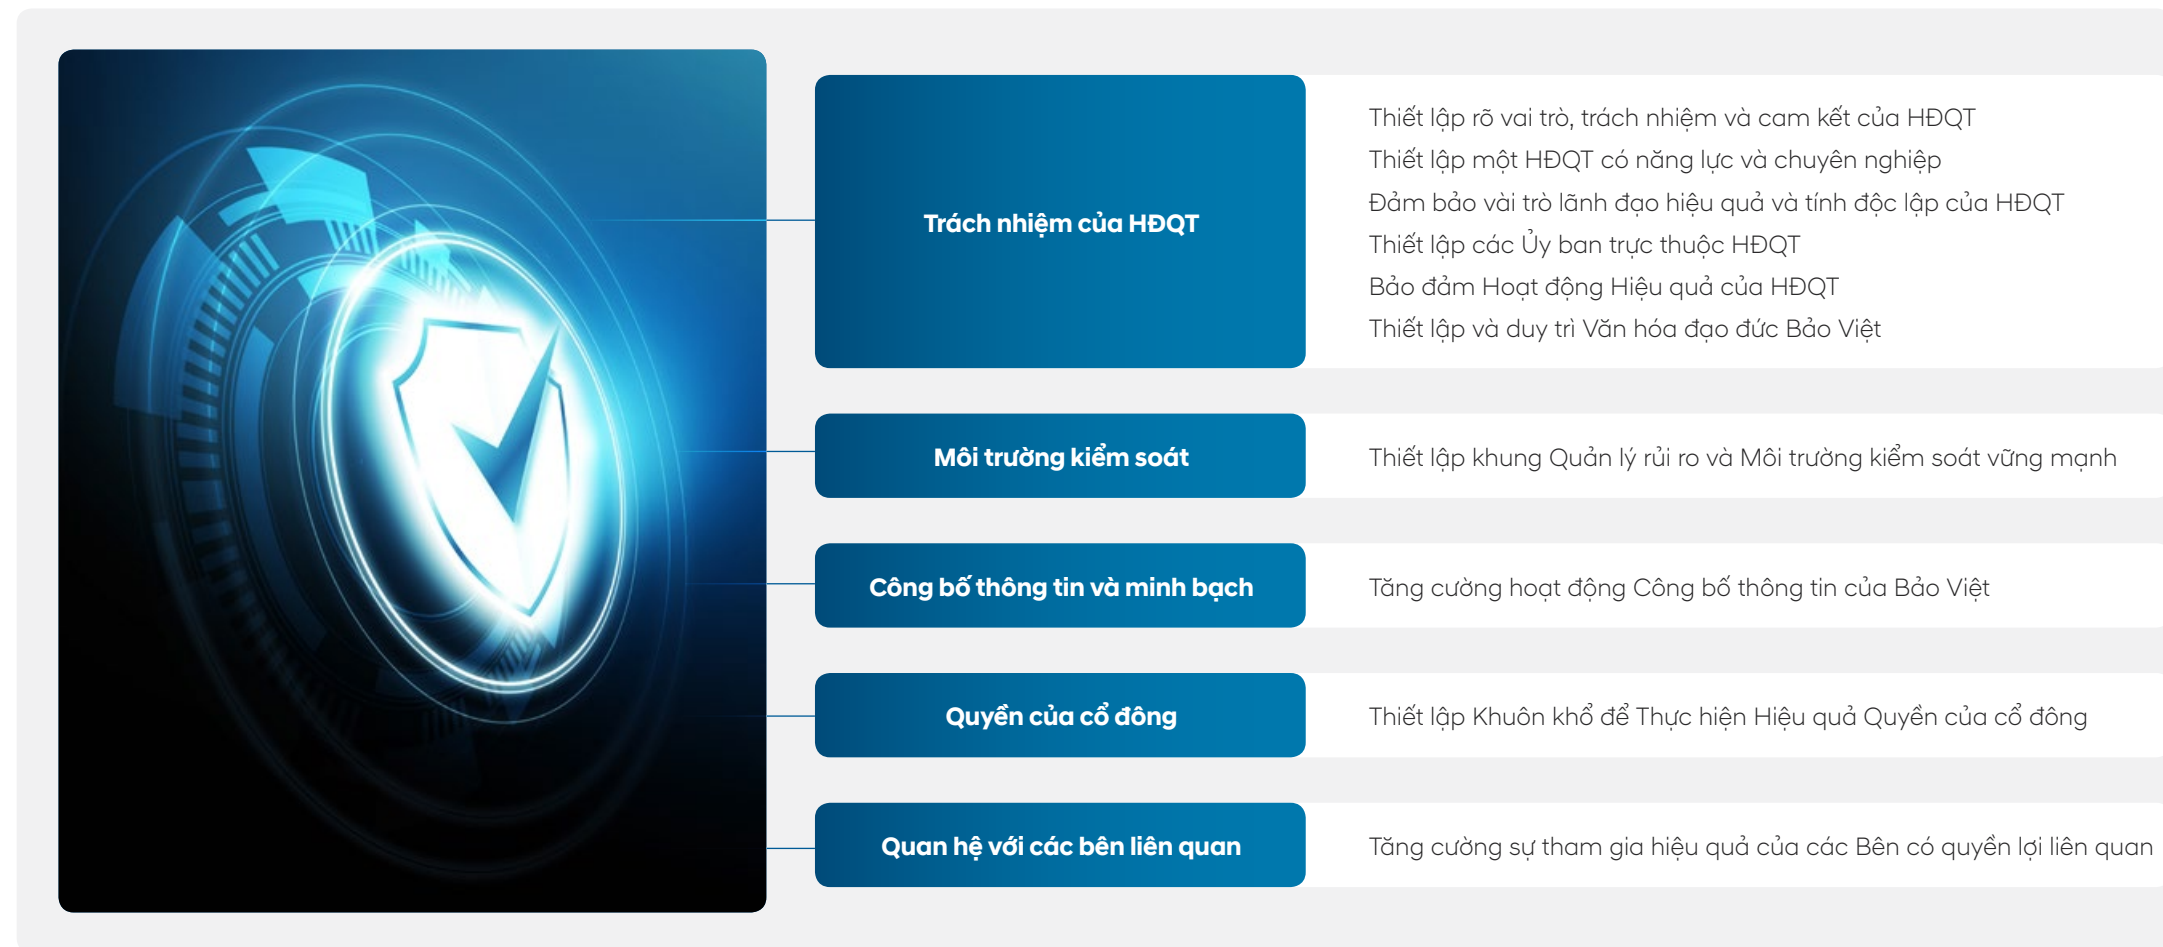 Trách nhiệm của HĐQT
Thiết lập rõ vai trò, trách nhiệm và cam kết của HĐQT
Thiết lập một HĐQT có năng lực và chuyên nghiệp
Đảm bảo vài trò lãnh đạo hiệu quả và tính độc lập của HĐQT
Thiết lập các Ủy ban trực thuộc HĐQT
Bảo đảm Hoạt động Hiệu quả của HĐQT
Thiết lập và duy trì Văn hóa đạo đức Bảo Việt
Môi trường kiểm soát
Thiết lập khung Quản lý rủi ro và Môi trường kiểm soát vững mạnh
Công bố thông tin và minh bạch
Tăng cường hoạt động Công bố thông tin của Bảo Việt
Quyền của cổ đông
Thiết lập Khuôn khổ để Thực hiện Hiệu quả Quyền của cổ đông
Quan hệ với các bên liên quan
Tăng cường sự tham gia hiệu quả của các Bên có quyền lợi liên quan